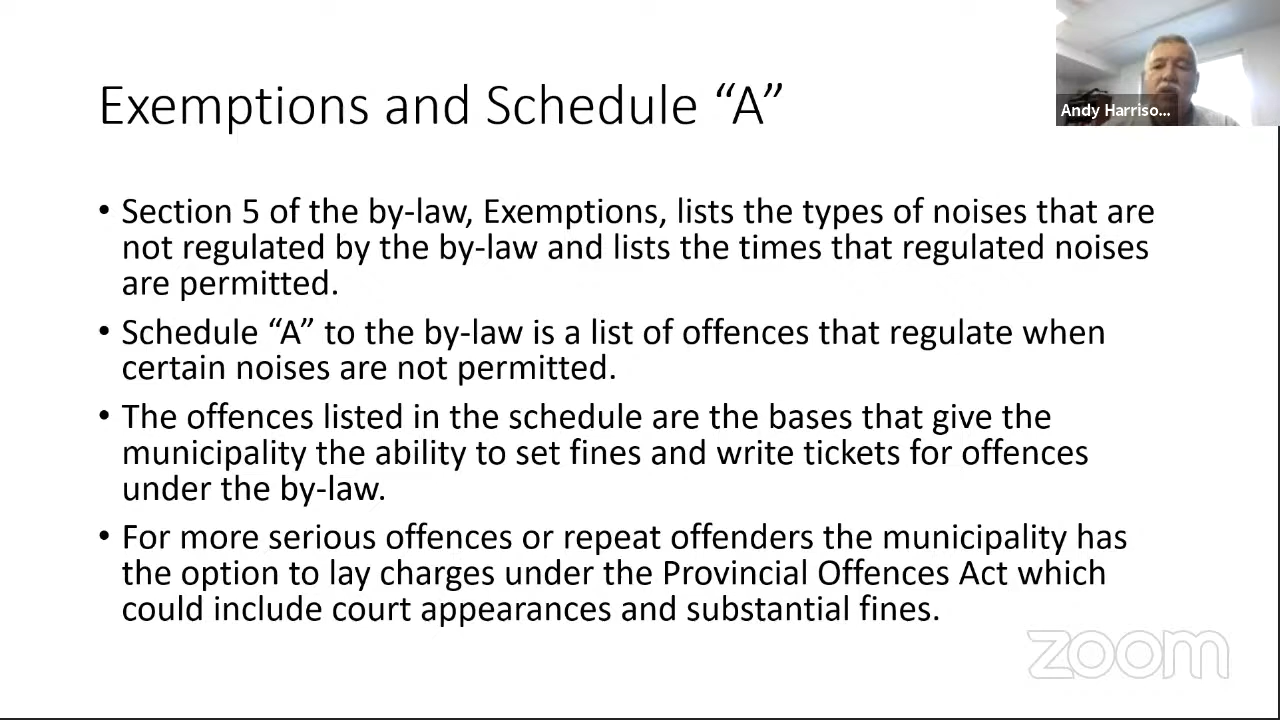 Exemptions and Schedule “A”
Andy Harriso...
• Section 5 of the by-law, Exemptions, lists the types of noises that are
not regulated by the by-law and lists the times that regulated noises
are permitted.
• Schedule “A” to the by-law is a list of offences that regulate when
certain noises are not permitted.
• The offences listed in the schedule are the bases that give the
municipality the ability to set fines and write tickets for offences
under the by-law.
• For more serious offences or repeat offenders the municipality has
the option to lay charges under the Provincial Offences Act which
could include court appearances and substantial fines.
zoom